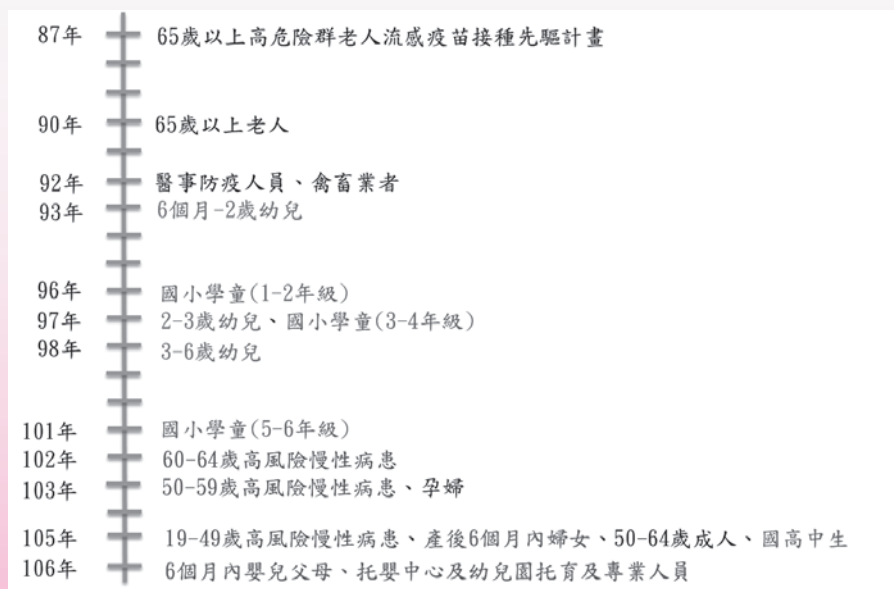 87年 65歲以上高危險群老人流感疫苗接種先驅計畫
90年 65歲以上老人
92年 醫事防疫人員、禽畜業者
93年 6個月-2歲幼兒
96年 國小學童(1-2年級)
97年 2-3歲幼兒、國小學童(3-4年級)
98年 3-6歲幼兒
101年 國小學童(5-6年級)
102年 60-64歲高風險慢性病患
103年 50-59歲高風險慢性病患、孕婦
105年 19-49歲高風險慢性病患、產後6個月內婦女、50-64歲成人、國高中生
106年 6個月內嬰兒父母、托嬰中心及幼兒園托育及專業人員